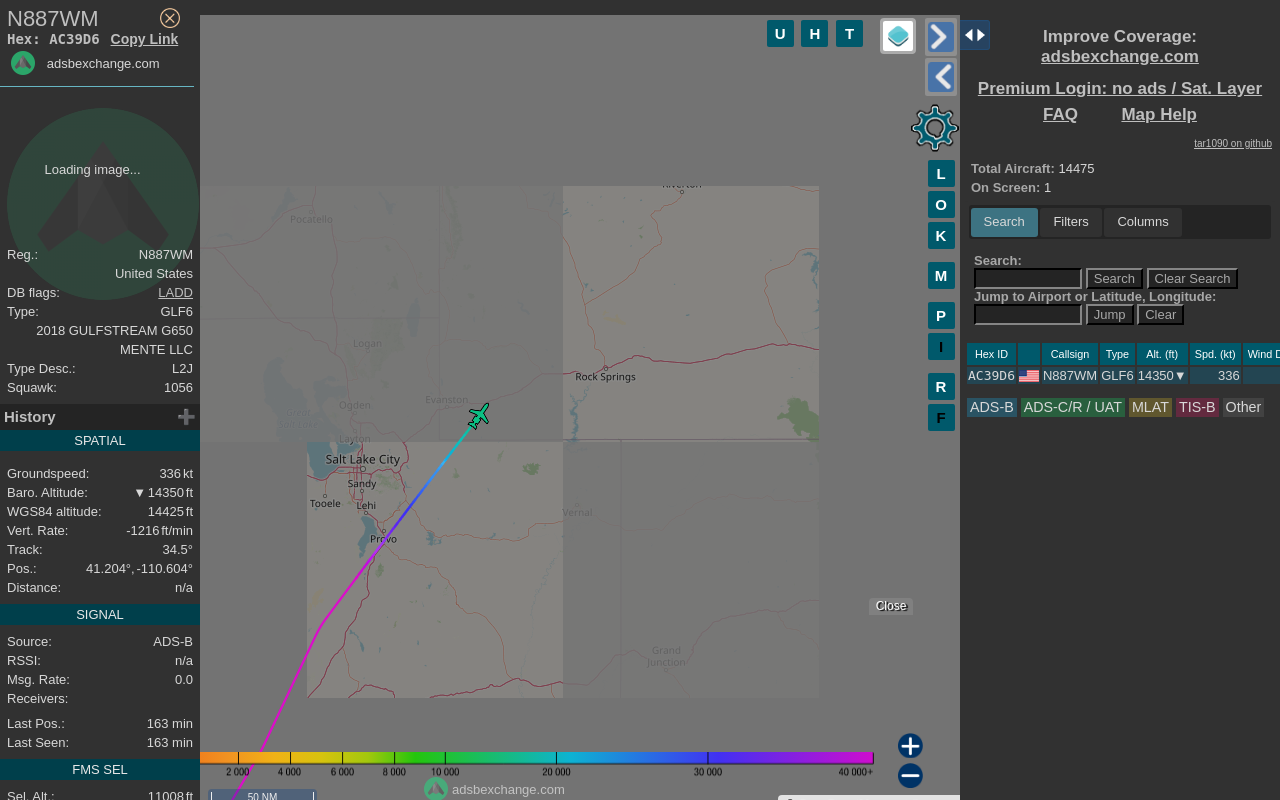 N887WM
Hex: AC39D6 Copy Link
adsbexchange.com
Loading image...
Reg.: N887WM
United States
DB flags: LADD
Type: GLF6
2018 GULFSTREAM G650
MENTE LLC
Type Desc.: L2J
Squawk: 1056
History
SPATIAL
Groundspeed: 336 kt
Baro. Altitude: ▼ 14350 ft
WGS84 altitude: 14425 ft
Vert. Rate: -1216 ft/min
Track: 34.5°
Pos.: 41.204°, -110.604°
Distance: n/a
SIGNAL
Source: ADS-B
RSSI: n/a
Msg. Rate: 0.0
Receivers:
Last Pos.: 163 min
Last Seen: 163 min
FMS SEL
Sel. Alt.: 11008 ft
U H T
L
O
K
M
P
I
R
F
Riverton
Pocatello
Logan
Rock Springs
Evanston
Ogden
Great
Layton
Salt Lake City
Sandy
Tooele
Lehi
Vernal
Provo
Close
Grand
Junction
2 000 4 000 6 000 8 000 10 000 20 000 30 000 40 000+
adsbexchange.com
50 NM
Improve Coverage:
adsbexchange.com
Premium Login: no ads / Sat. Layer
FAQ Map Help
tar1090 on github
Total Aircraft: 14475
On Screen: 1
Search Filters Columns
Search:
Search Clear Search
Jump to Airport or Latitude, Longitude:
Jump Clear
Hex ID Callsign Type Alt. (ft) Spd. (kt) Wind D
AC39D6 N887WM GLF6 14350▼ 336
ADS-B ADS-C/R / UAT MLAT TIS-B Other